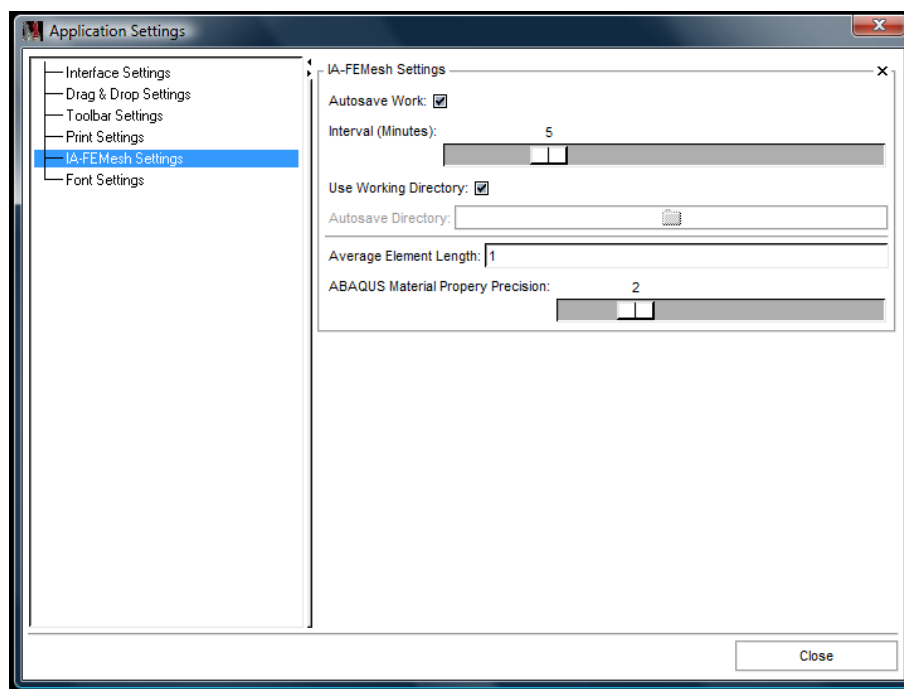 Application Settings
Interface Settings
Drag & Drop Settings
Toolbar Settings
Print Settings
IA-FEMesh Settings
Font Settings
IA-FEMesh Settings
Autosave Work:
Interval (Minutes): 5
Use Working Directory:
Autosave Directory:
Average Element Length: 1
ABAQUS Material Propery Precision: 2
Close